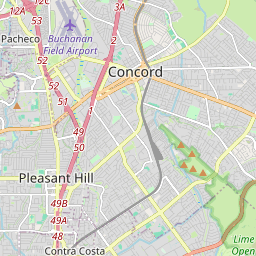 12A
3A
Pacheco
Buchanan
Field Airport
52
52
Concord
51
2
1
49
50
Pleasant Hill
49B
49A
48
Contra Costa
Lime
Open